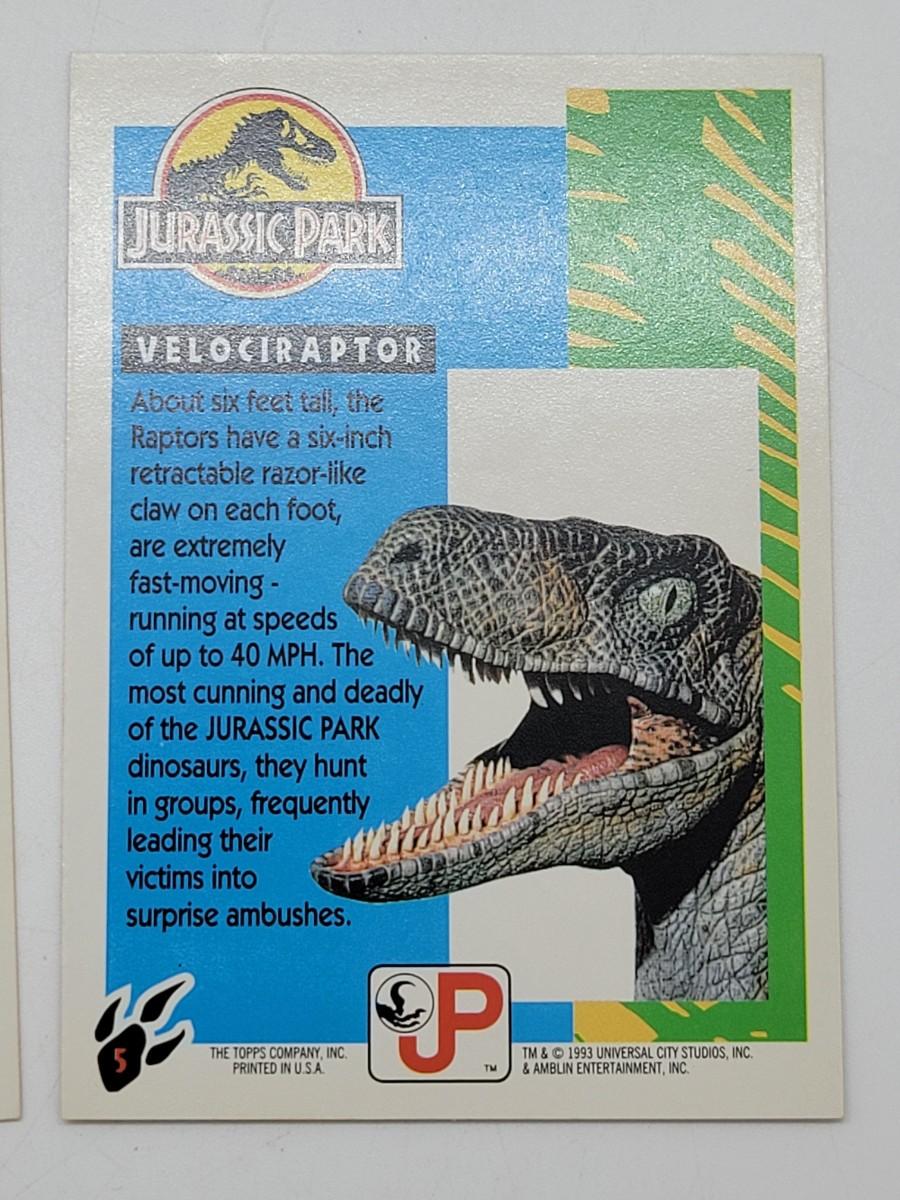 JURASSIC PARK
VELOCIRAPTOR
About six feet tall, the
Raptors have a six-inch
retractable razor-like
claw on each foot,
are extremely
fast-moving -
running at speeds
of up to 40 MPH. The
most cunning and deadly
of the JURASSIC PARK
dinosaurs, they hunt
in groups, frequently
leading their
victims into
surprise ambushes.
5
THE TOPPS COMPANY, INC.
PRINTED IN U.S.A.
JP
TM
TM & © 1993 UNIVERSAL CITY STUDIOS, INC.
& AMBLIN ENTERTAINMENT, INC.